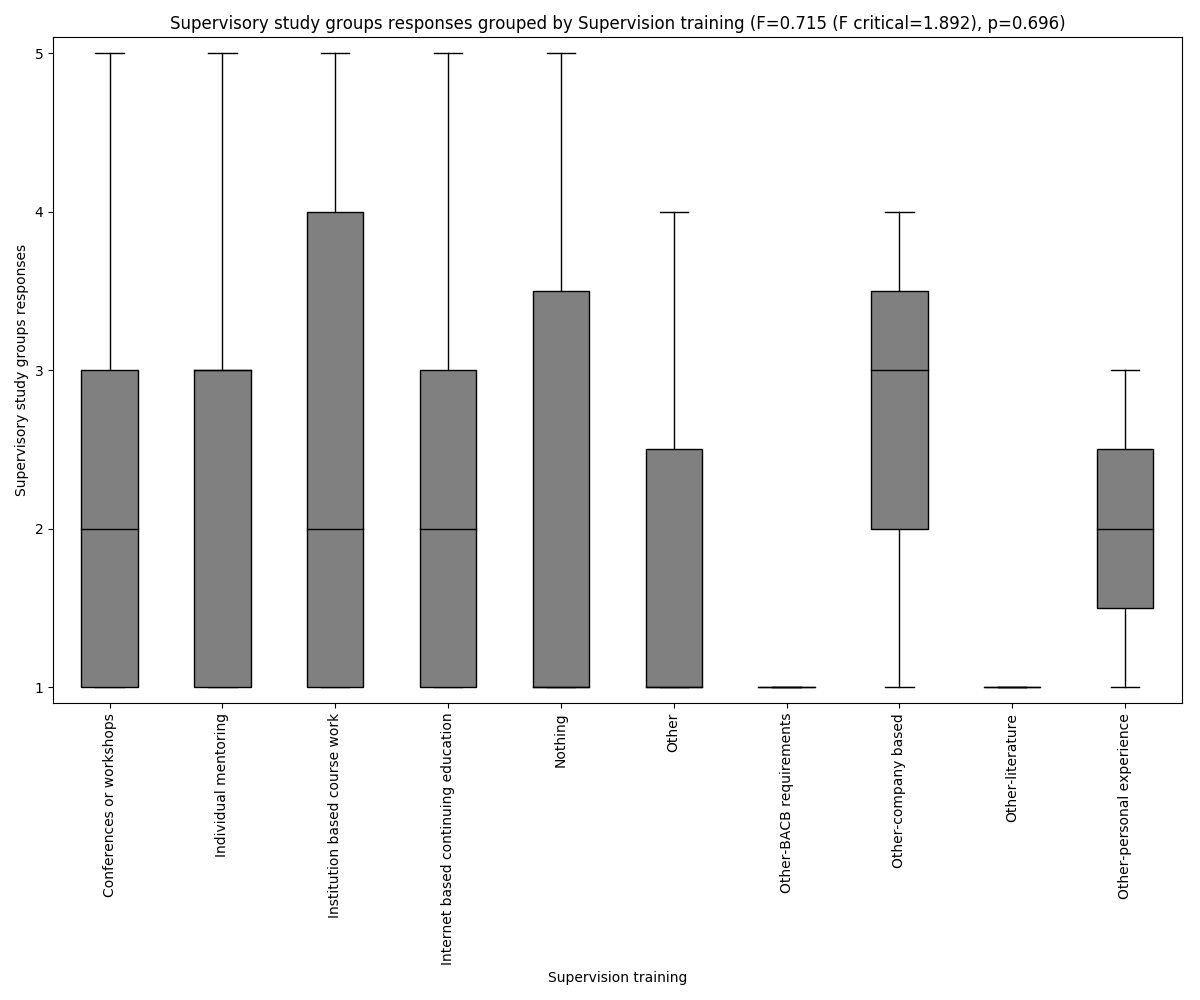 Supervisory study groups responses grouped by Supervision training (F=0.715 (F critical=1.892), p=0.696)
Supervisory study groups responses
5
4
3
2
1
Conferences or workshops
Individual mentoring
Institution based course work
Internet based continuing education
Nothing
Other
Other-BACB requirements
Other-company based
Other-literature
Other-personal experience
Supervision training